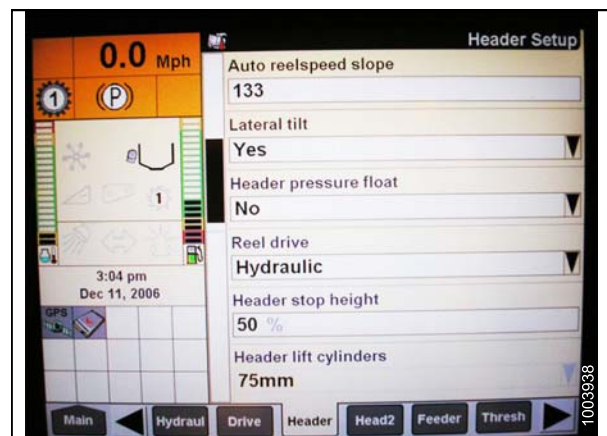 0.0 Mph
Header Setup
Auto reelspeed slope
133
1
(P)
Lateral tilt
Yes
Header pressure float
No
1
Reel drive
Hydraulic
3:04 pm
Dec 11, 2006
Header stop height
50 %
GPS
Header lift cylinders
75mm
Main
Hydraul
Drive
Header
Head2
Feeder
Thresh
1003938